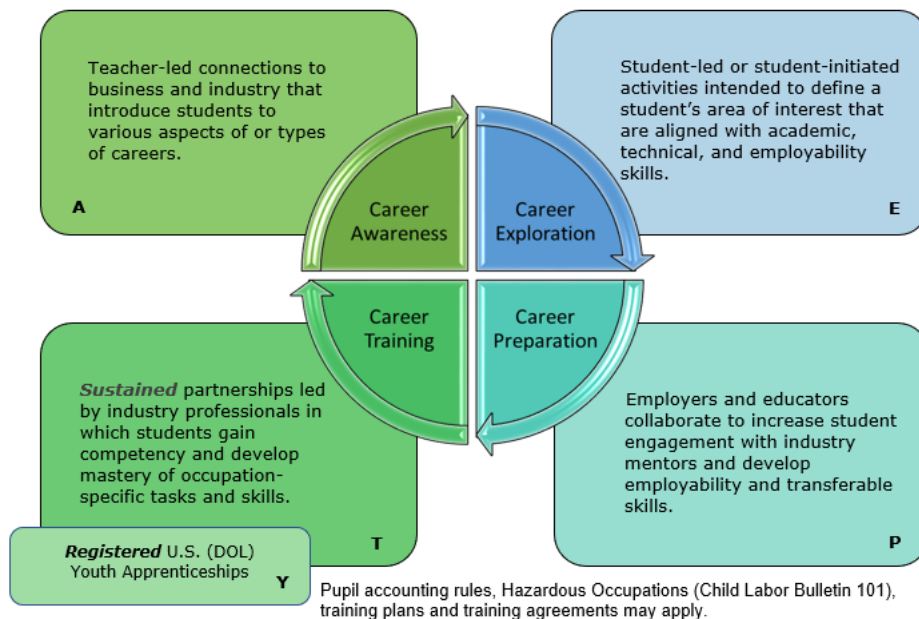 Teacher-led connections to
business and industry that
introduce students to
various aspects of or types
of careers.
A
Student-led or student-initiated
activities intended to define a
student's area of interest that
are aligned with academic,
technical, and employability
skills.
E
Career
Awareness
Career
Exploration
Career
Training
Career
Preparation
Sustained partnerships led
by industry professionals in
which students gain
competency and develop
mastery of occupation-
specific tasks and skills.
T
Employers and educators
collaborate to increase student
engagement with industry
mentors and develop
employability and transferable
skills.
P
Registered U.S. (DOL)
Youth Apprenticeships
Y
Pupil accounting rules, Hazardous Occupations (Child Labor Bulletin 101),
training plans and training agreements may apply.